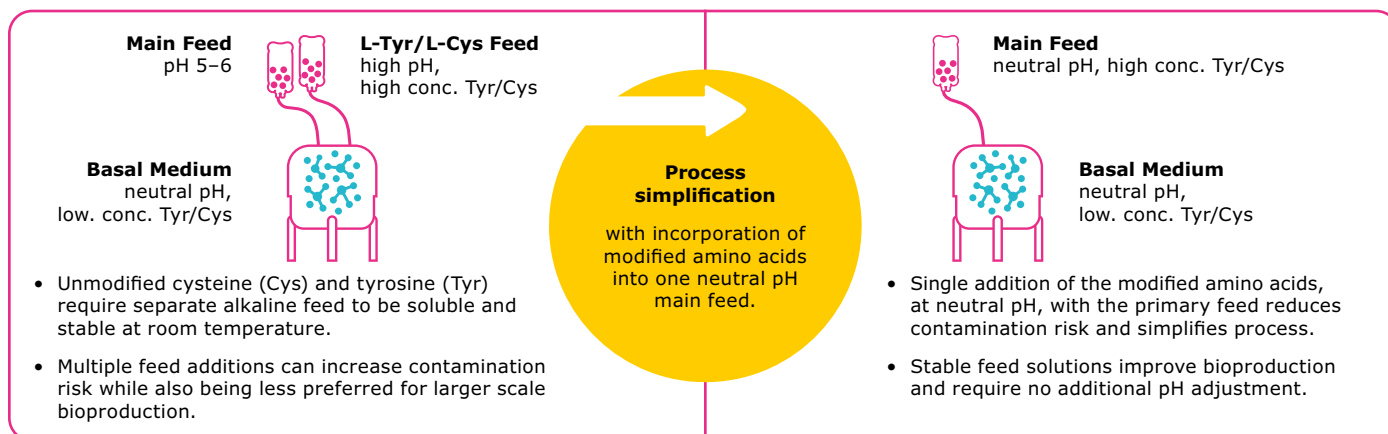 Main Feed
pH 5–6
L-Tyr/L-Cys Feed
high pH,
high conc. Tyr/Cys
Basal Medium
neutral pH,
low. conc. Tyr/Cys
• Unmodified cysteine (Cys) and tyrosine (Tyr)
require separate alkaline feed to be soluble and
stable at room temperature.
• Multiple feed additions can increase contamination
risk while also being less preferred for larger scale
bioproduction.
Process
simplification
with incorporation of
modified amino acids
into one neutral pH
main feed.
Main Feed
neutral pH, high conc. Tyr/Cys
Basal Medium
neutral pH,
low. conc. Tyr/Cys
• Single addition of the modified amino acids,
at neutral pH, with the primary feed reduces
contamination risk and simplifies process.
• Stable feed solutions improve bioproduction
and require no additional pH adjustment.